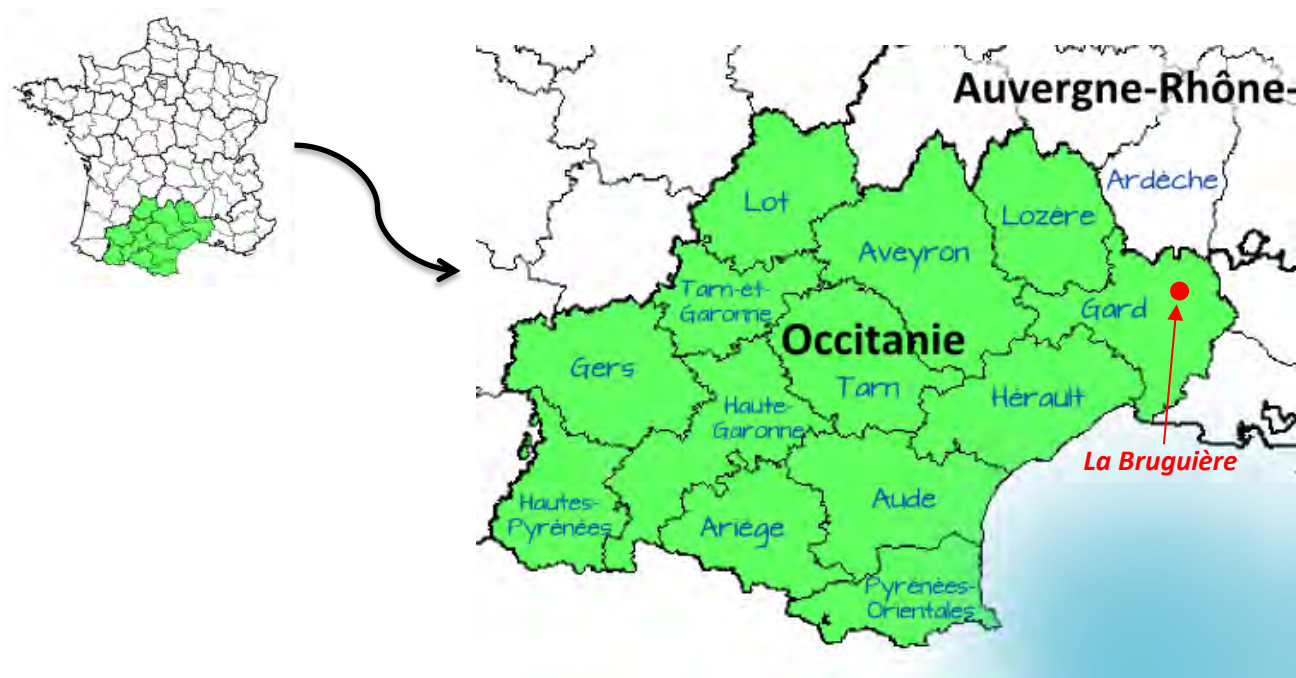 Auvergne-Rhône-
Ardèche
Lot
Lozère
Aveyron
Tarn-et-
Garonne
Gard
Occitanie
Gers
Tarn
Hérault
Haute-
Garonne
La Bruguière
Hautes-
Pyrénées
Ariége
Aude
Pyrénées-
Orientales